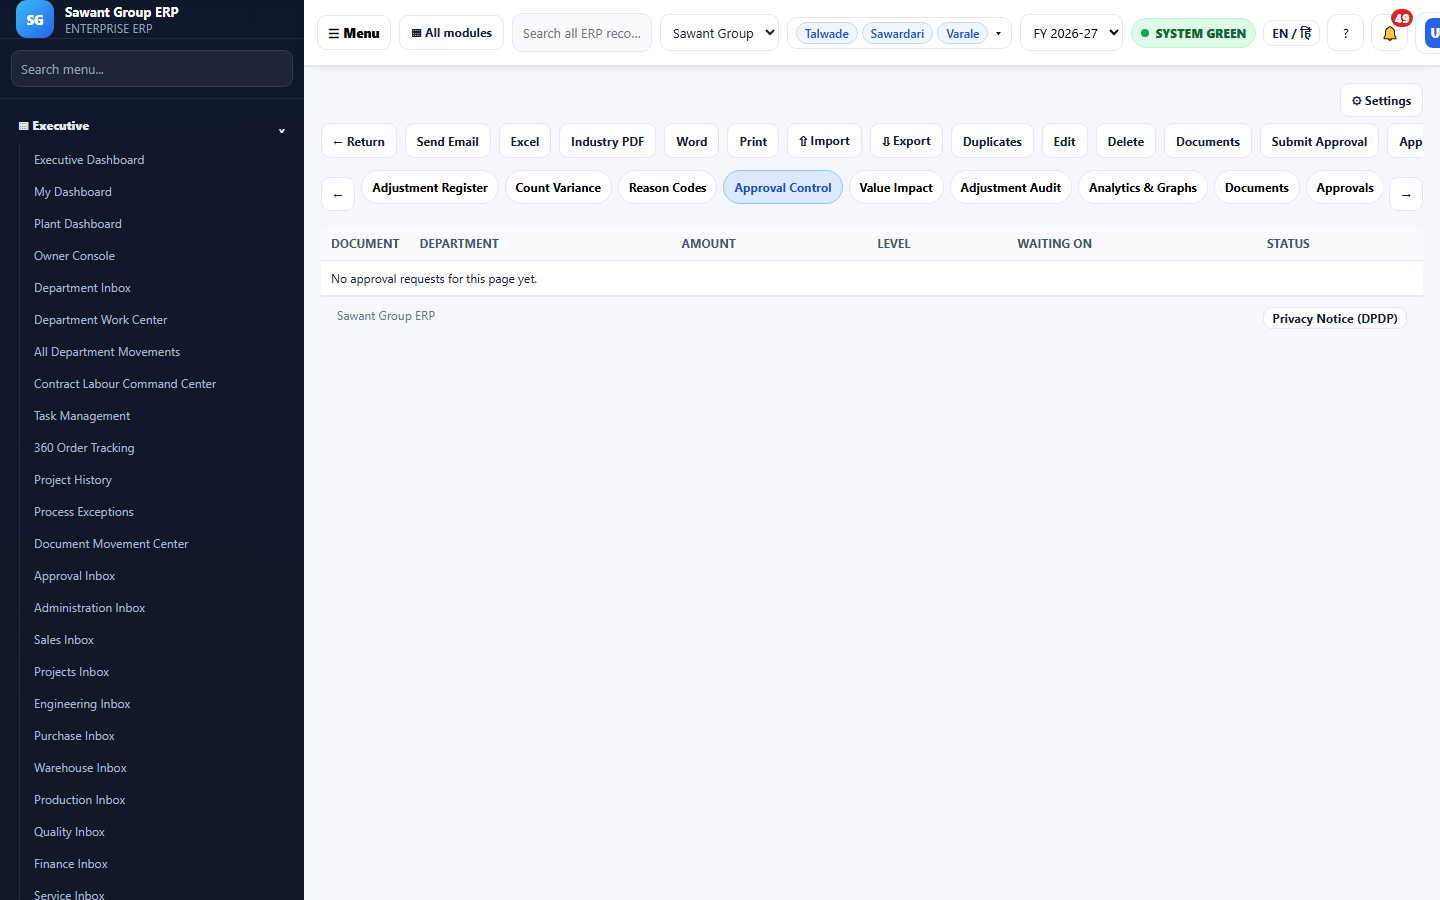 SG
Sawant Group ERP
ENTERPRISE ERP
Search menu...
Executive
Executive Dashboard
My Dashboard
Plant Dashboard
Owner Console
Department Inbox
Department Work Center
All Department Movements
Contract Labour Command Center
Task Management
360 Order Tracking
Project History
Process Exceptions
Document Movement Center
Approval Inbox
Administration Inbox
Sales Inbox
Projects Inbox
Engineering Inbox
Purchase Inbox
Warehouse Inbox
Production Inbox
Quality Inbox
Finance Inbox
Service Inbox
☰ Menu
All modules
Search all ERP reco...
Sawant Group
Talwade Sawardari Varale
FY 2026-27
SYSTEM GREEN
EN / हिं
?
49
U
⚙ Settings
← Return Send Email Excel Industry PDF Word Print ⇧ Import ⇩ Export Duplicates Edit Delete Documents Submit Approval App
← Adjustment Register Count Variance Reason Codes Approval Control Value Impact Adjustment Audit Analytics & Graphs Documents Approvals →
DOCUMENT DEPARTMENT AMOUNT LEVEL WAITING ON STATUS
No approval requests for this page yet.
Sawant Group ERP
Privacy Notice (DPDP)